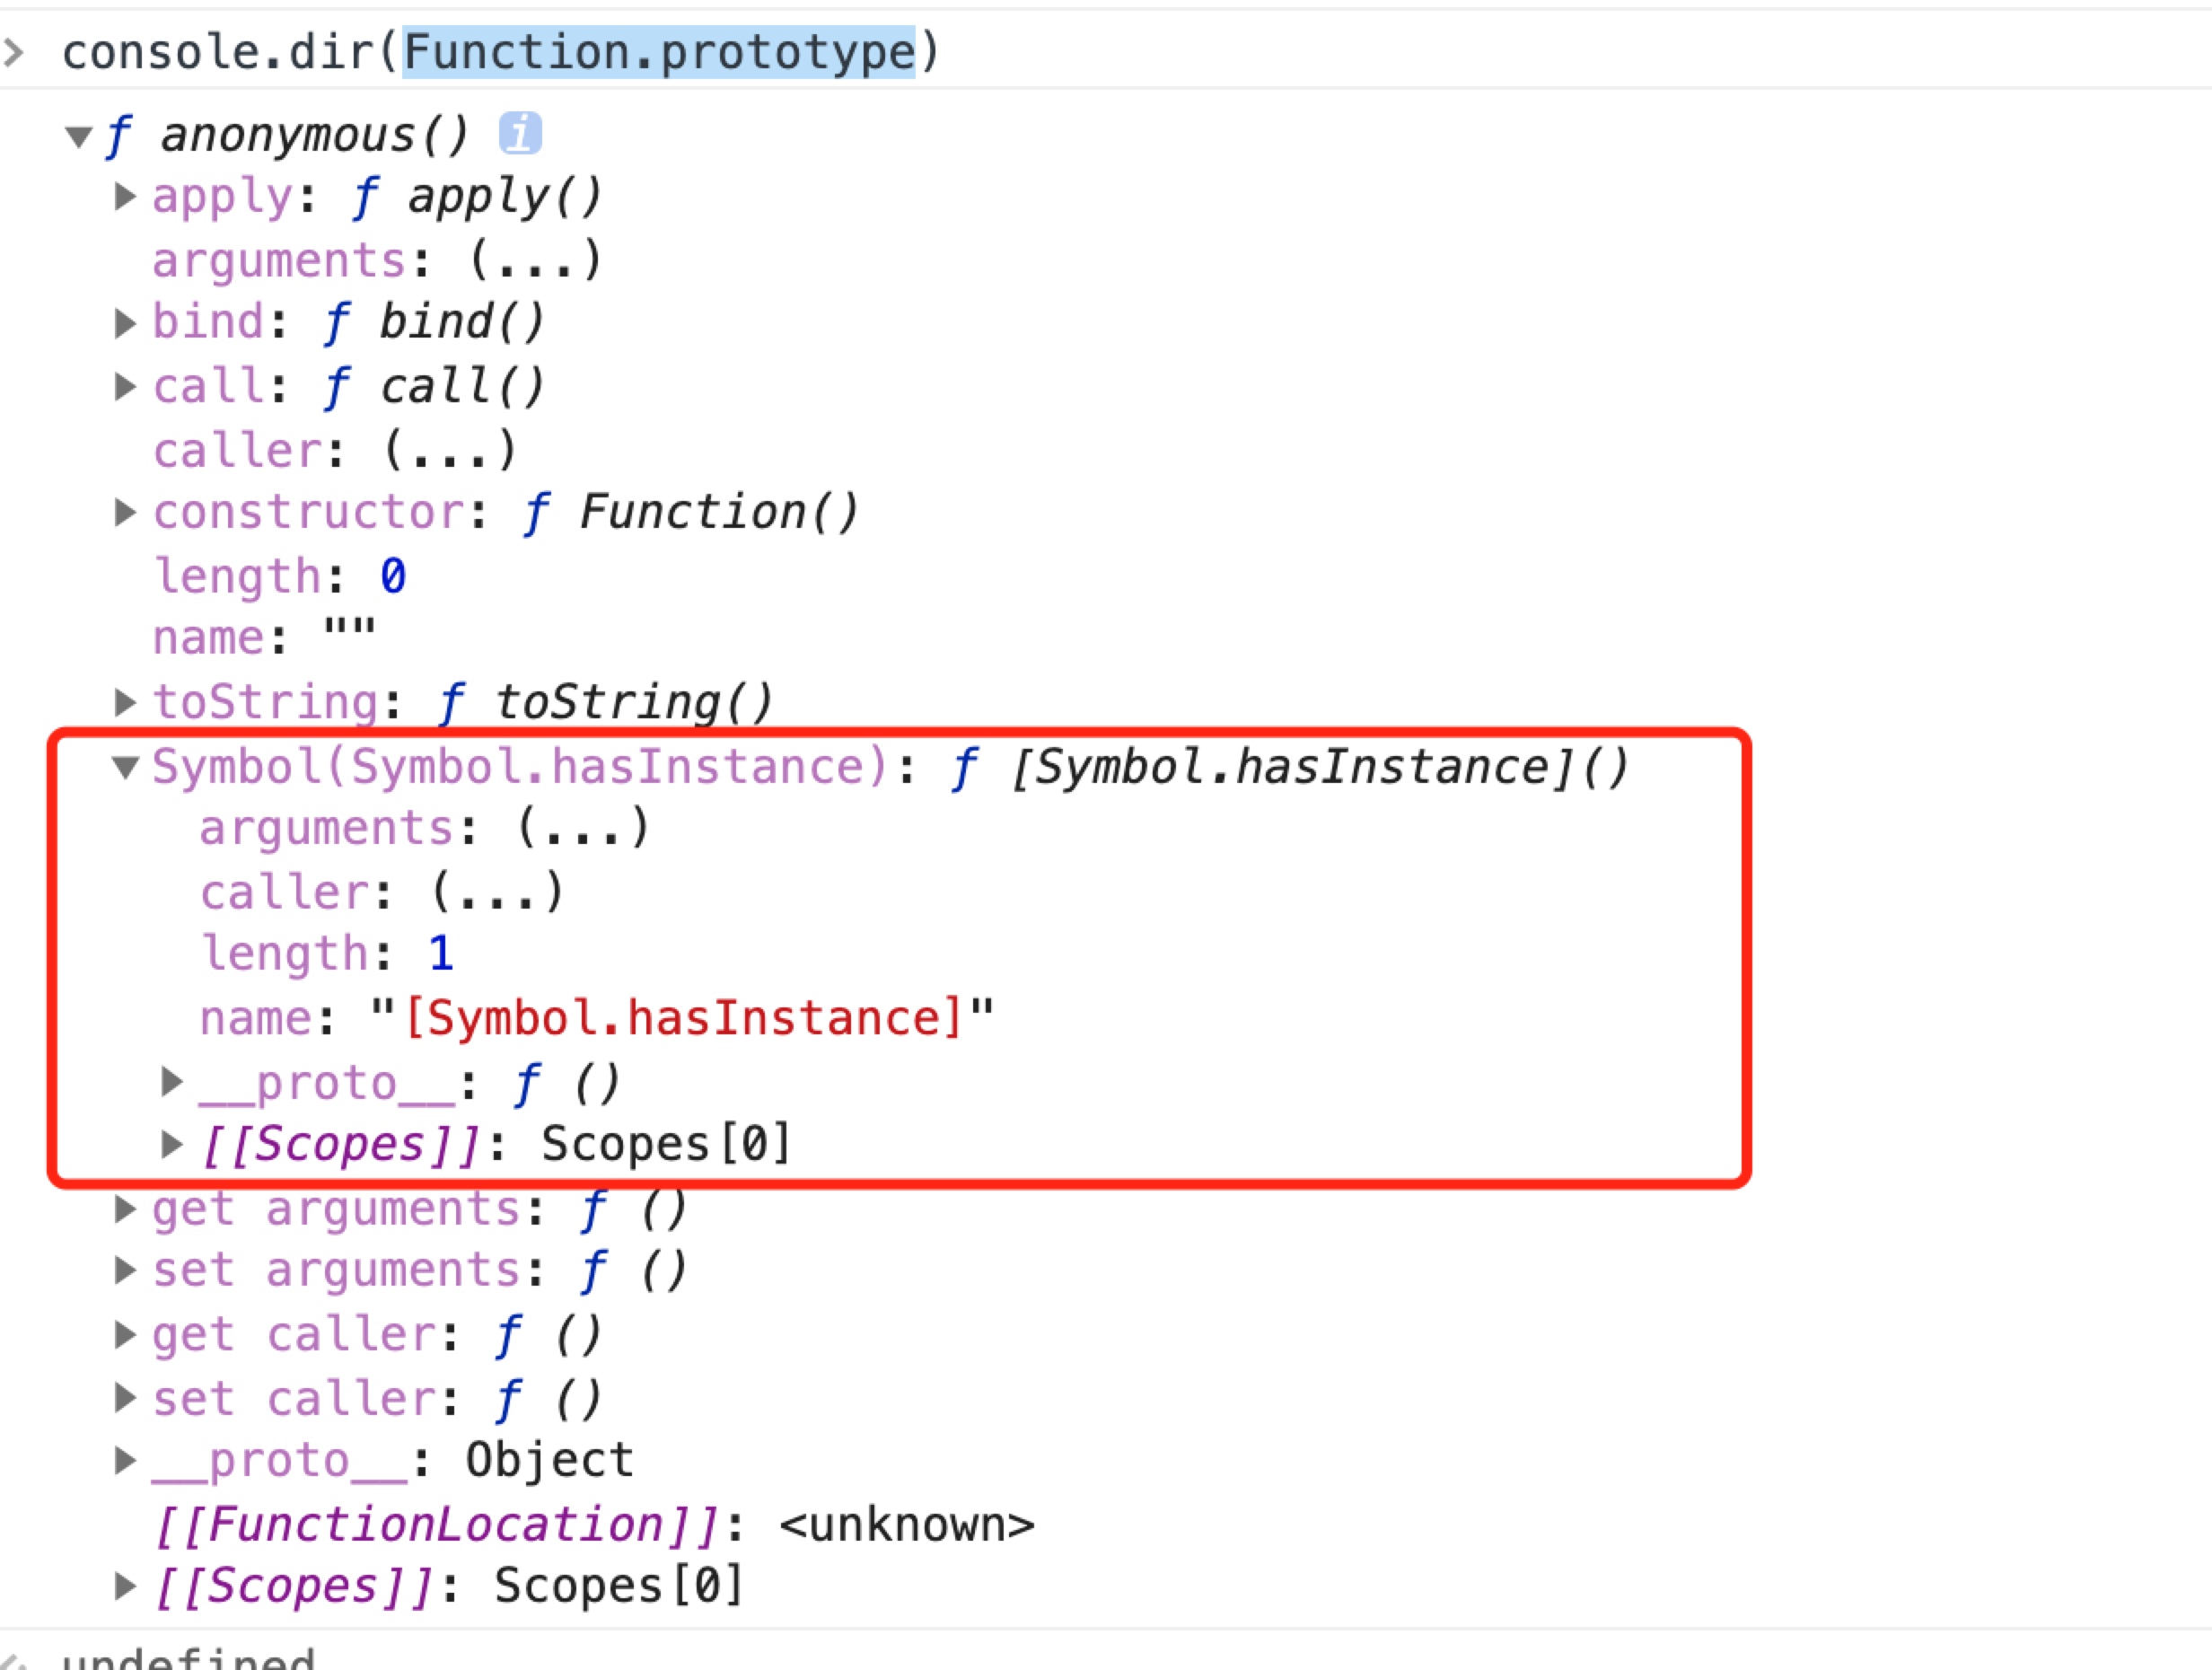 > console.dir(Function.prototype)
▼ƒ anonymous() i
▶apply: ƒ apply()
arguments: (...)
▶bind: ƒ bind()
▶call: ƒ call()
caller: (...)
▶constructor: ƒ Function()
length: 0
name: ""
▶toString: ƒ toString()
▼Symbol(Symbol.hasInstance): ƒ [Symbol.hasInstance]()
arguments: (...)
caller: (...)
length: 1
name: "[Symbol.hasInstance]"
▶__proto__: ƒ ()
▶[[Scopes]]: Scopes[0]
▶get arguments: ƒ ()
▶set arguments: ƒ ()
▶get caller: ƒ ()
▶set caller: ƒ ()
▶__proto__: Object
[[FunctionLocation]]: <unknown>
▶[[Scopes]]: Scopes[0]
undefined